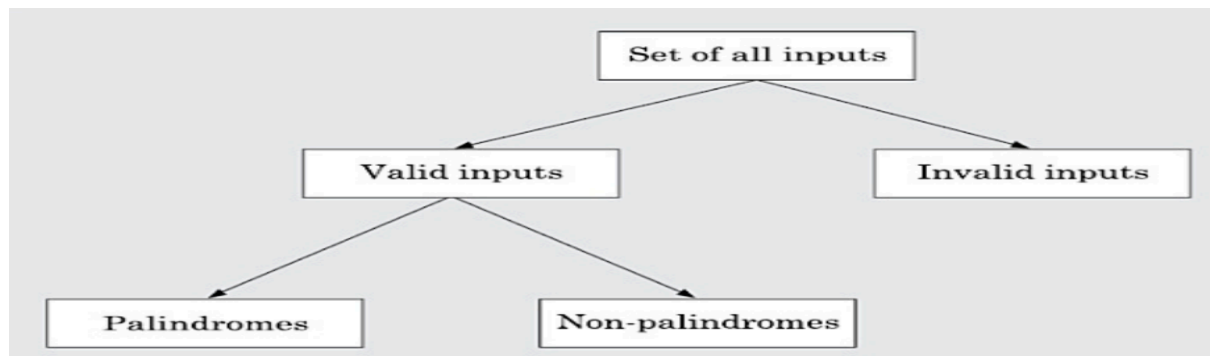 Set of all inputs
Valid inputs
Invalid inputs
Palindromes
Non-palindromes